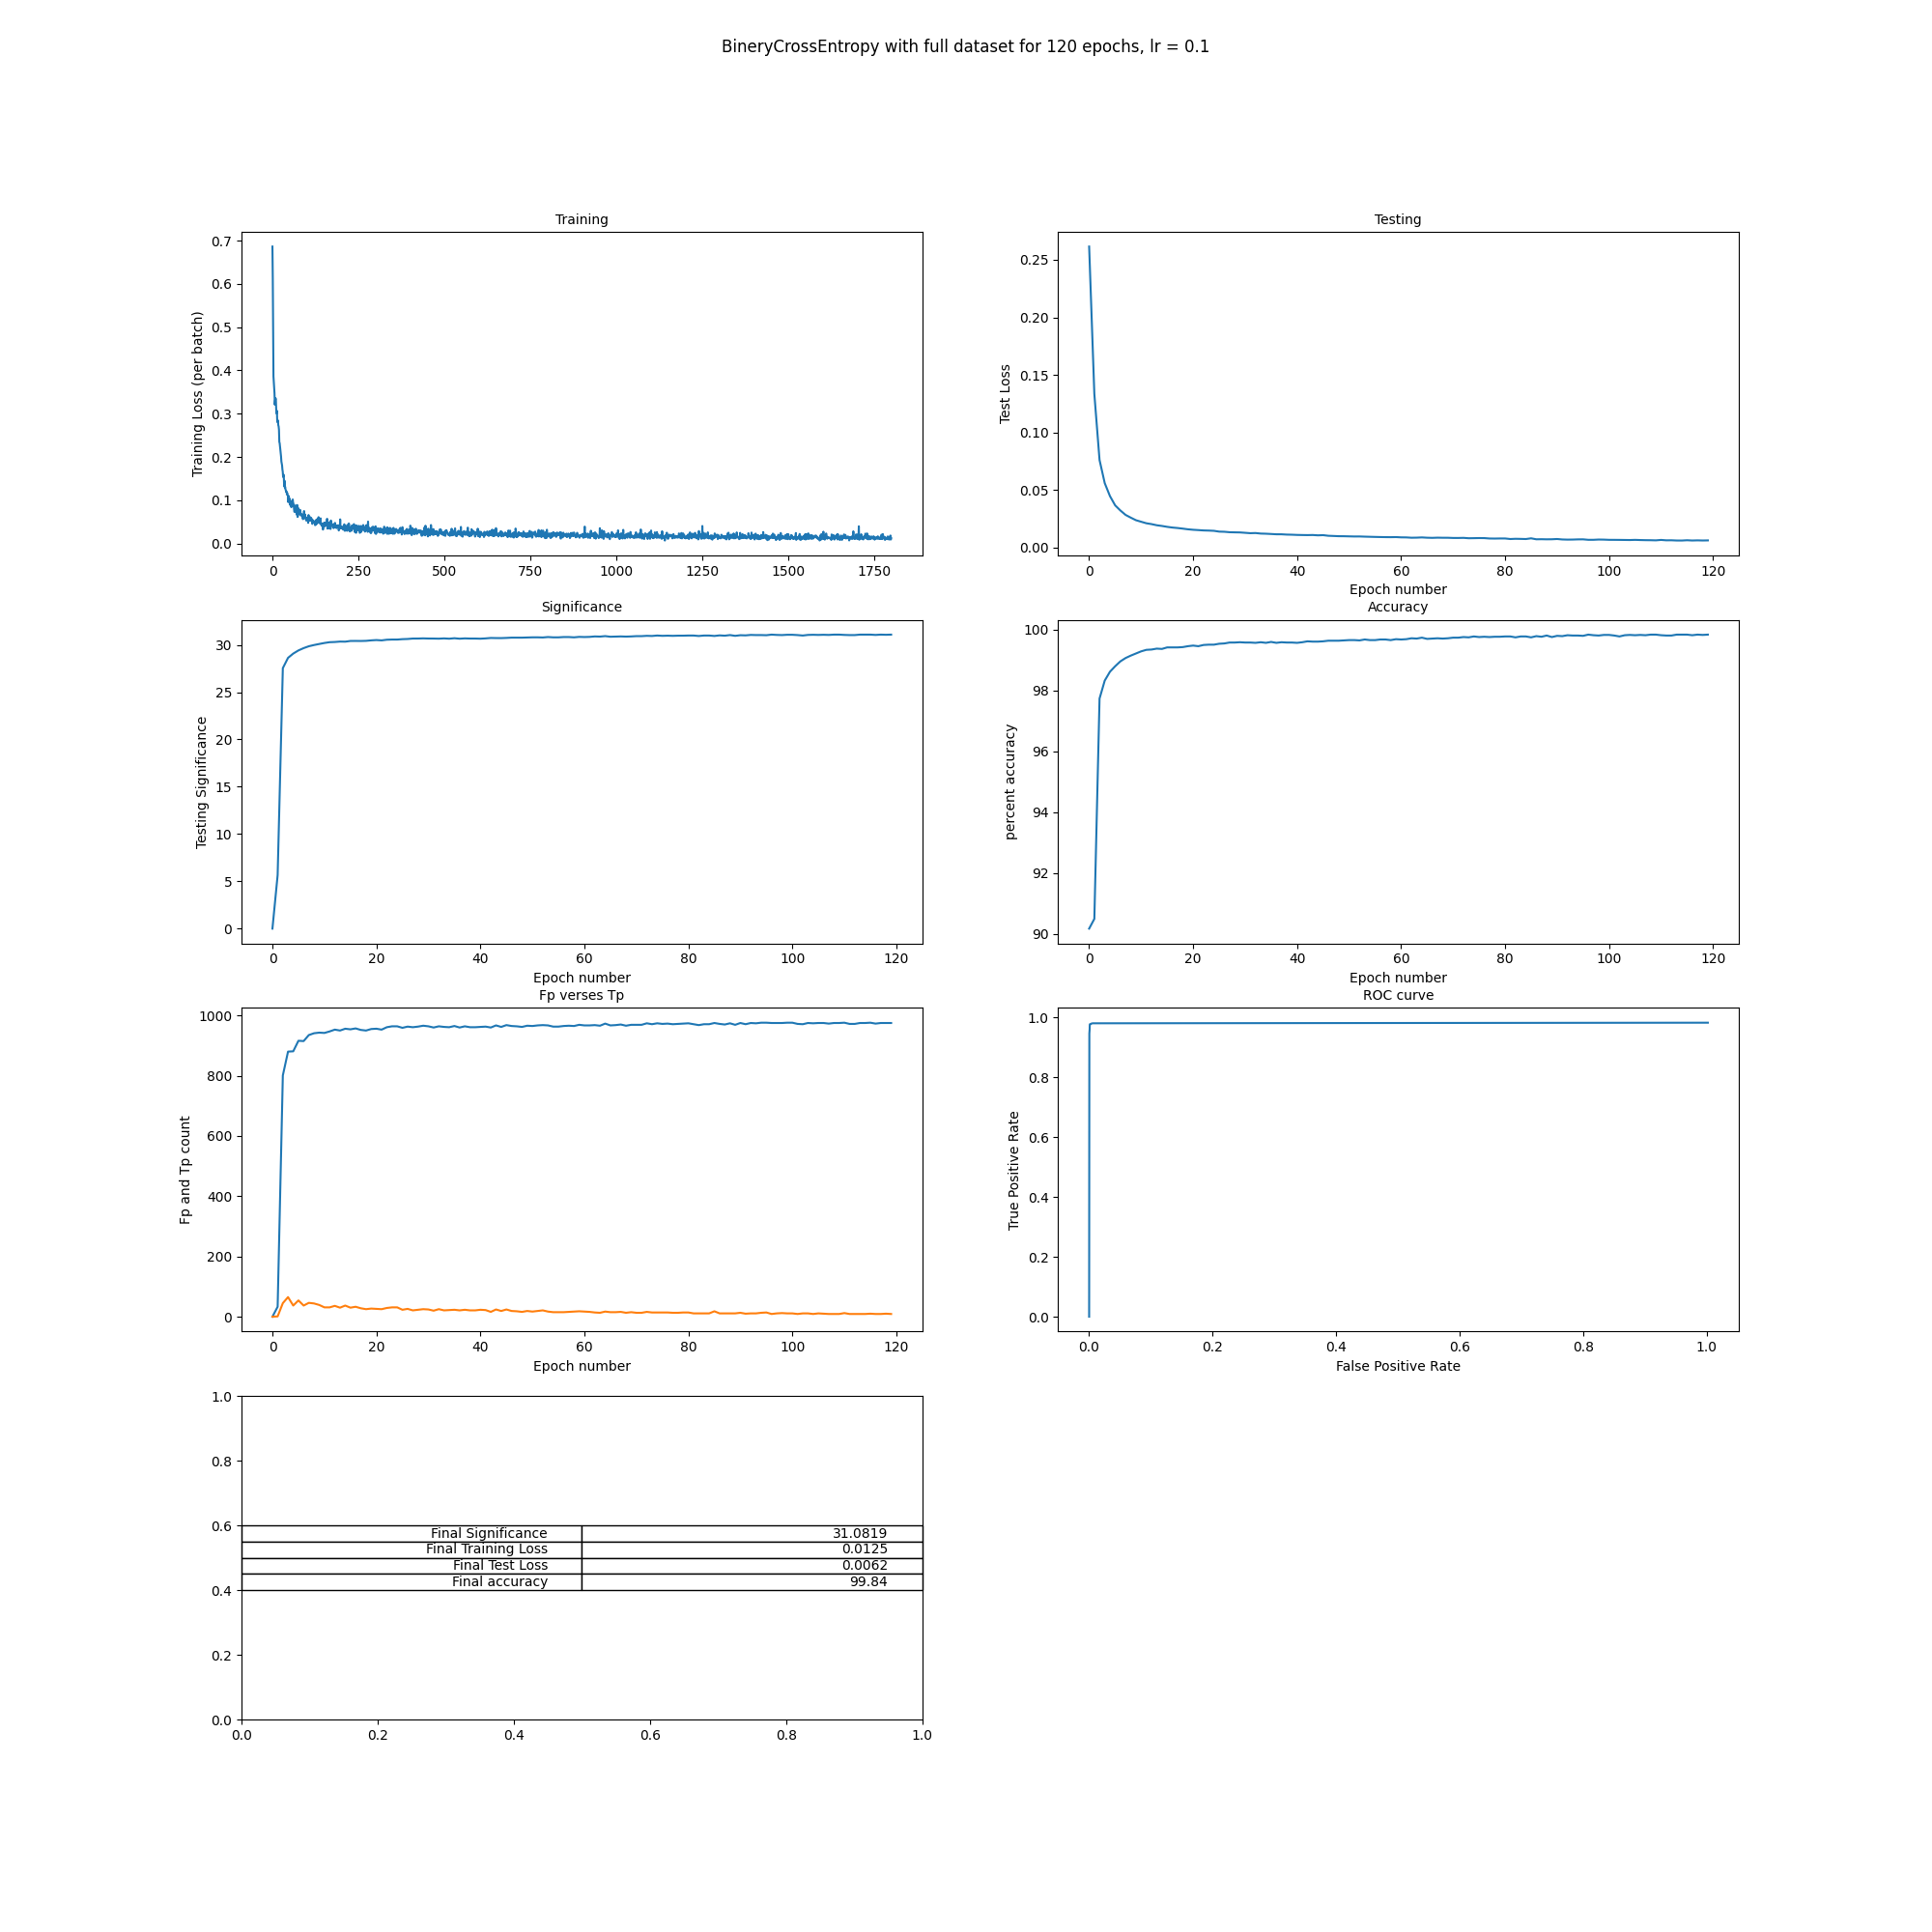 BineryCrossEntropy with full dataset for 120 epochs, lr = 0.1
Training
Training Loss (per batch)
0.7
0.6
0.5
0.4
0.3
0.2
0.1
0.0
0 250 500 750 1000 1250 1500 1750
Testing
Test Loss
0.25
0.20
0.15
0.10
0.05
0.00
0 20 40 60 80 100 120
Epoch number
Significance
Testing Significance
30
25
20
15
10
5
0
0 20 40 60 80 100 120
Epoch number
Accuracy
percent accuracy
100
98
96
94
92
90
0 20 40 60 80 100 120
Epoch number
Fp verses Tp
Fp and Tp count
1000
800
600
400
200
0
0 20 40 60 80 100 120
Epoch number
ROC curve
True Positive Rate
1.0
0.8
0.6
0.4
0.2
0.0
0.0 0.2 0.4 0.6 0.8 1.0
False Positive Rate
1.0
0.8
0.6
0.4
0.2
0.0
Final Significance 31.0819
Final Training Loss 0.0125
Final Test Loss 0.0062
Final accuracy 99.84
0.0 0.2 0.4 0.6 0.8 1.0